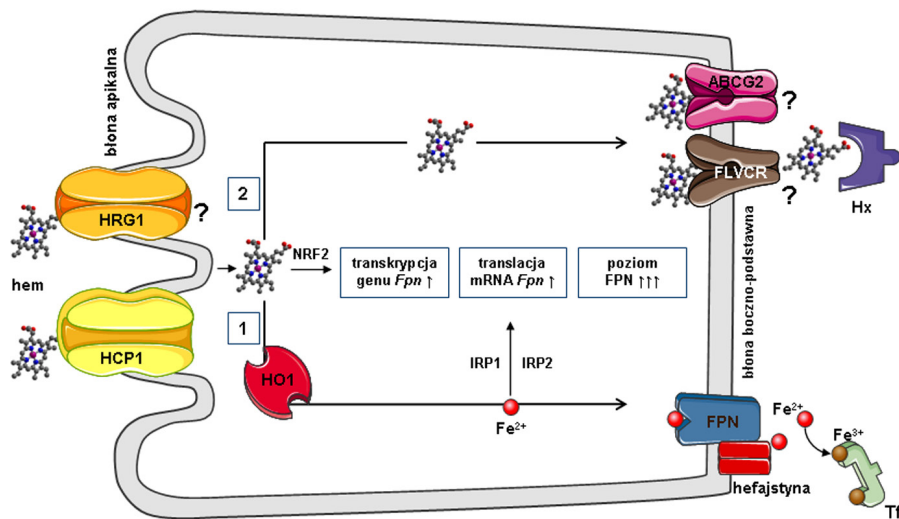 błona apikalna
HRG1
?
hem
HCP1
2
NRF2
1
HO1
transkrypcja
genu Fpn ↑
translacja
mRNA Fpn ↑
poziom
FPN ↑↑↑
IRP1
IRP2
Fe²⁺
ABCG2
?
FLVCR
?
Hx
błona boczno-podstawna
FPN
Fe²⁺
Fe³⁺
hefajstyna
Tf